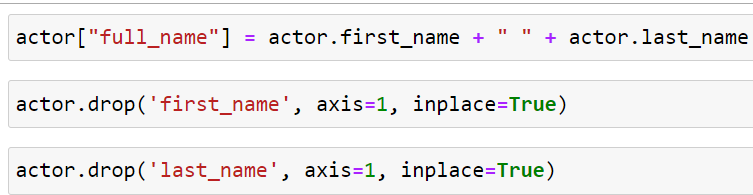 actor["full_name"] = actor.first_name + " " + actor.last_name
actor.drop('first_name', axis=1, inplace=True)
actor.drop('last_name', axis=1, inplace=True)